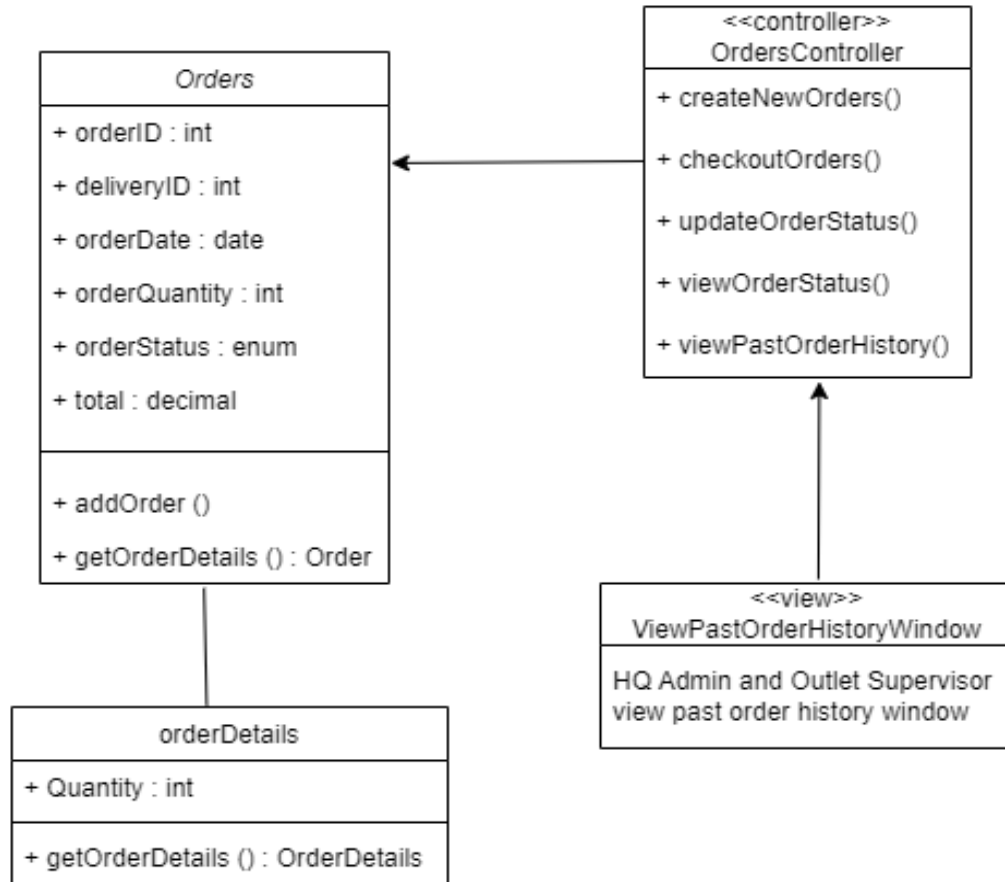 Orders
+ orderID : int
+ deliveryID : int
+ orderDate : date
+ orderQuantity : int
+ orderStatus : enum
+ total : decimal
+ addOrder ()
+ getOrderDetails () : Order
<<controller>>
OrdersController
+ createNewOrders()
+ checkoutOrders()
+ updateOrderStatus()
+ viewOrderStatus()
+ viewPastOrderHistory()
<<view>>
ViewPastOrderHistoryWindow
HQ Admin and Outlet Supervisor
view past order history window
orderDetails
+ Quantity : int
+ getOrderDetails () : OrderDetails